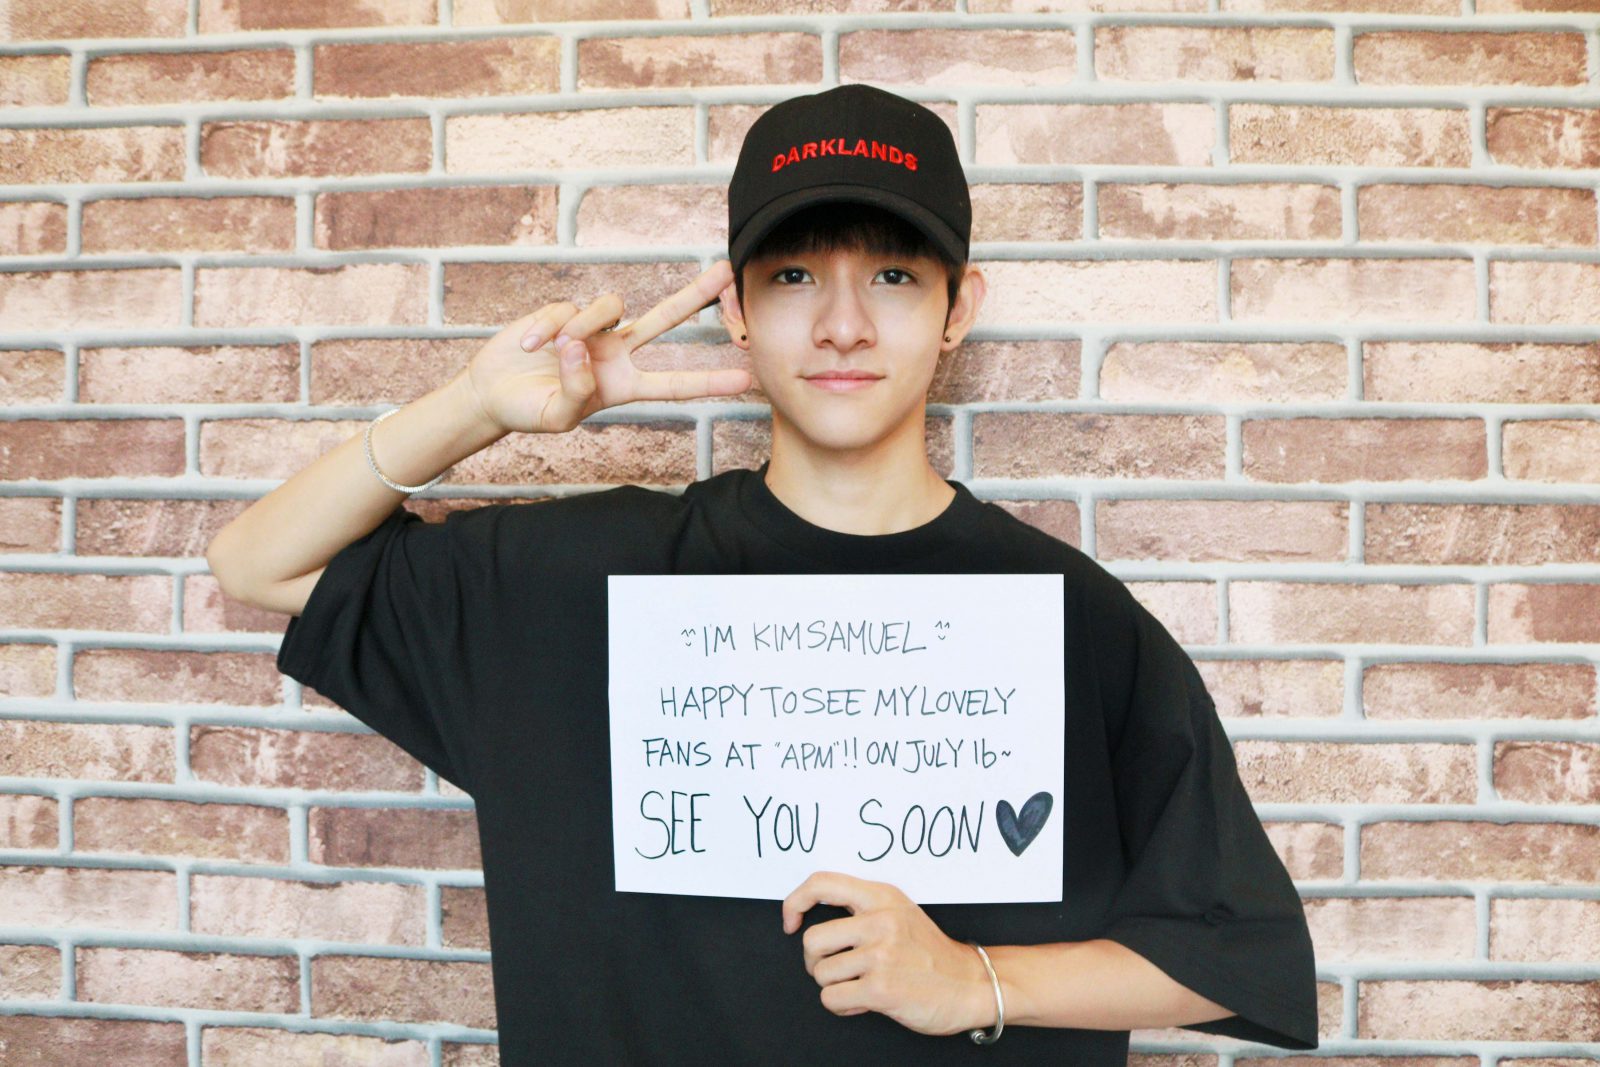 DARKLANDS
I'M KIMSAMUEL
HAPPY TO SEE MY LOVELY
FANS AT "APM"!! ON JULY 16~
SEE YOU SOON♥